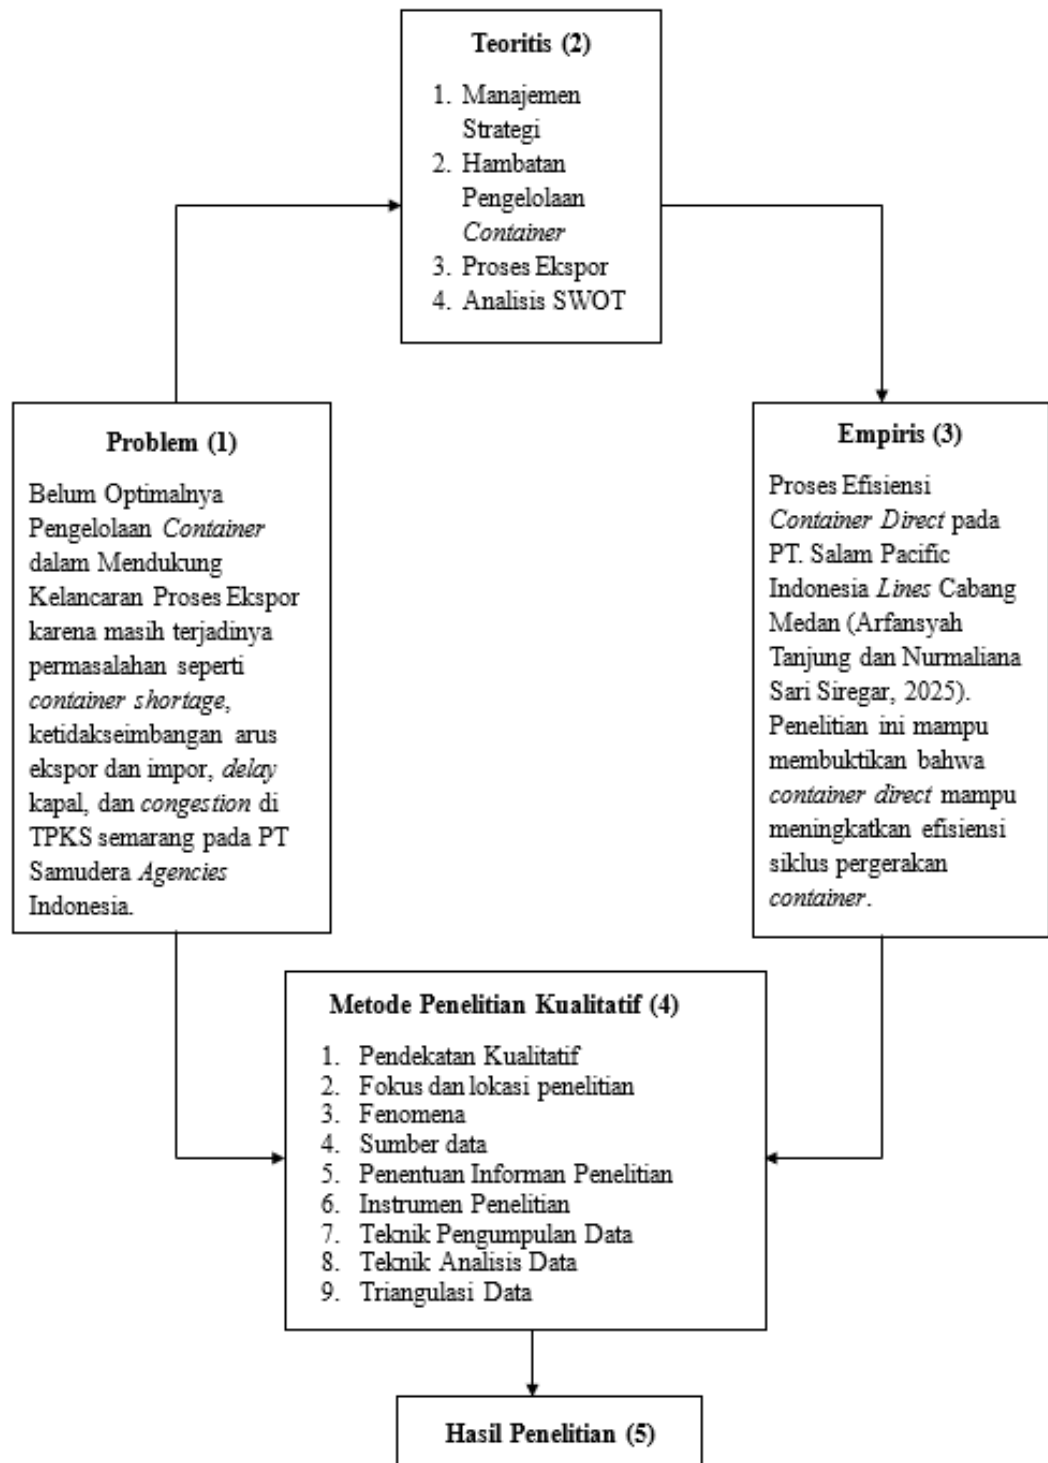 Teoritis (2)
1. Manajemen
Strategi
2. Hambatan
Pengelolaan
Container
3. Proses Ekspor
4. Analisis SWOT
Problem (1)
Belum Optimalnya
Pengelolaan Container
dalam Mendukung
Kelancaran Proses Ekspor
karena masih terjadinya
permasalahan seperti
container shortage,
ketidakseimbangan arus
ekspor dan impor, delay
kapal, dan congestion di
TPKS semarang pada PT
Samudera Agencies
Indonesia.
Empiris (3)
Proses Efisiensi
Container Direct pada
PT. Salam Pacific
Indonesia Lines Cabang
Medan (Arfansyah
Tanjung dan Nurmaliana
Sari Siregar, 2025).
Penelitian ini mampu
membuktikan bahwa
container direct mampu
meningkatkan efisiensi
siklus pergerakan
container.
Metode Penelitian Kualitatif (4)
1. Pendekatan Kualitatif
2. Fokus dan lokasi penelitian
3. Fenomena
4. Sumber data
5. Penentuan Informan Penelitian
6. Instrumen Penelitian
7. Teknik Pengumpulan Data
8. Teknik Analisis Data
9. Triangulasi Data
Hasil Penelitian (5)